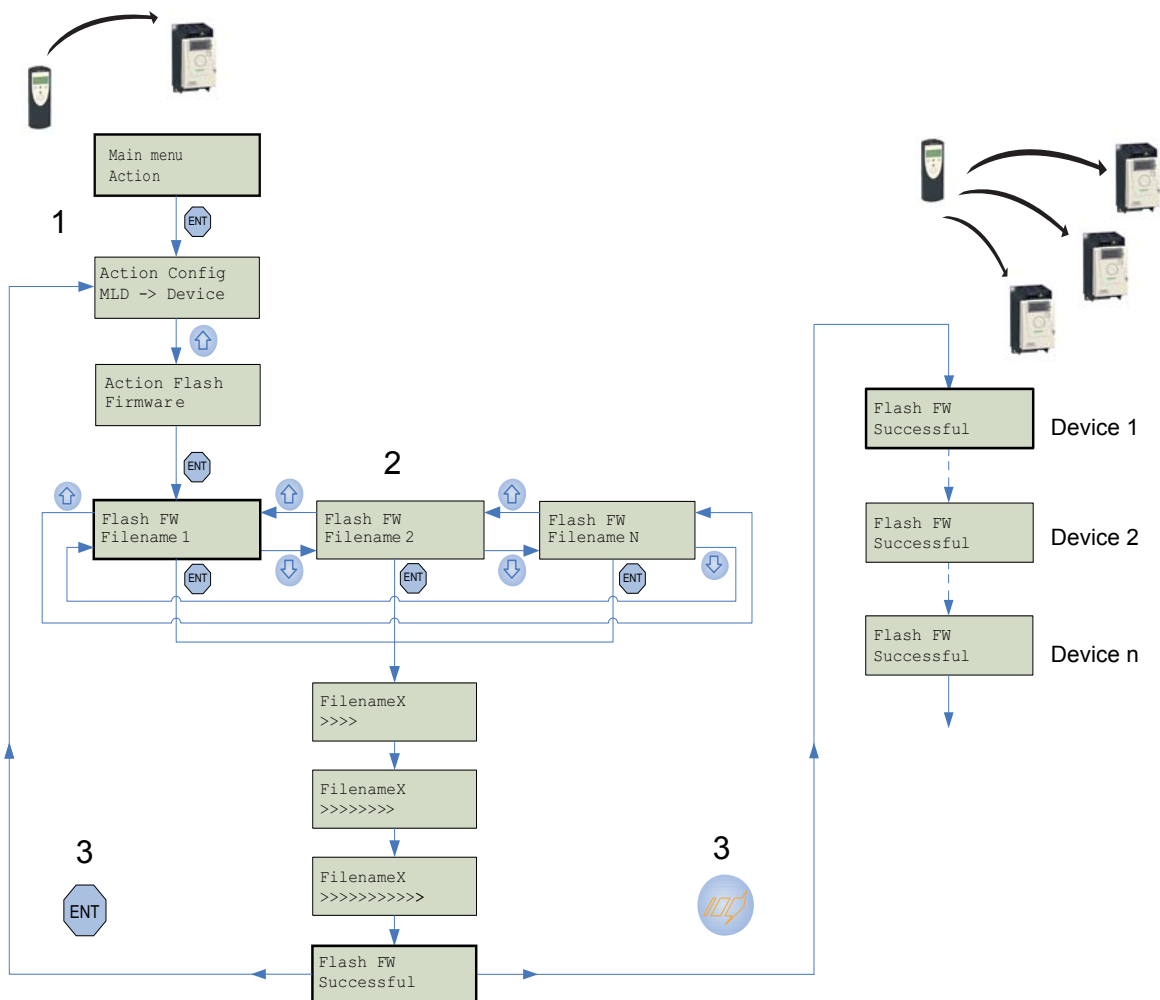 Main menu
Action
1
ENT
Action Config
MLD -> Device
Action Flash
Firmware
ENT
2
Flash FW
Filename 1
Flash FW
Filename 2
Flash FW
Filename N
ENT
ENT
ENT
FilenameX
>>>>
FilenameX
>>>>>>>>
FilenameX
>>>>>>>>>>>
3
ENT
3
Flash FW
Successful
Flash FW
Successful
Device 1
Flash FW
Successful
Device 2
Flash FW
Successful
Device n